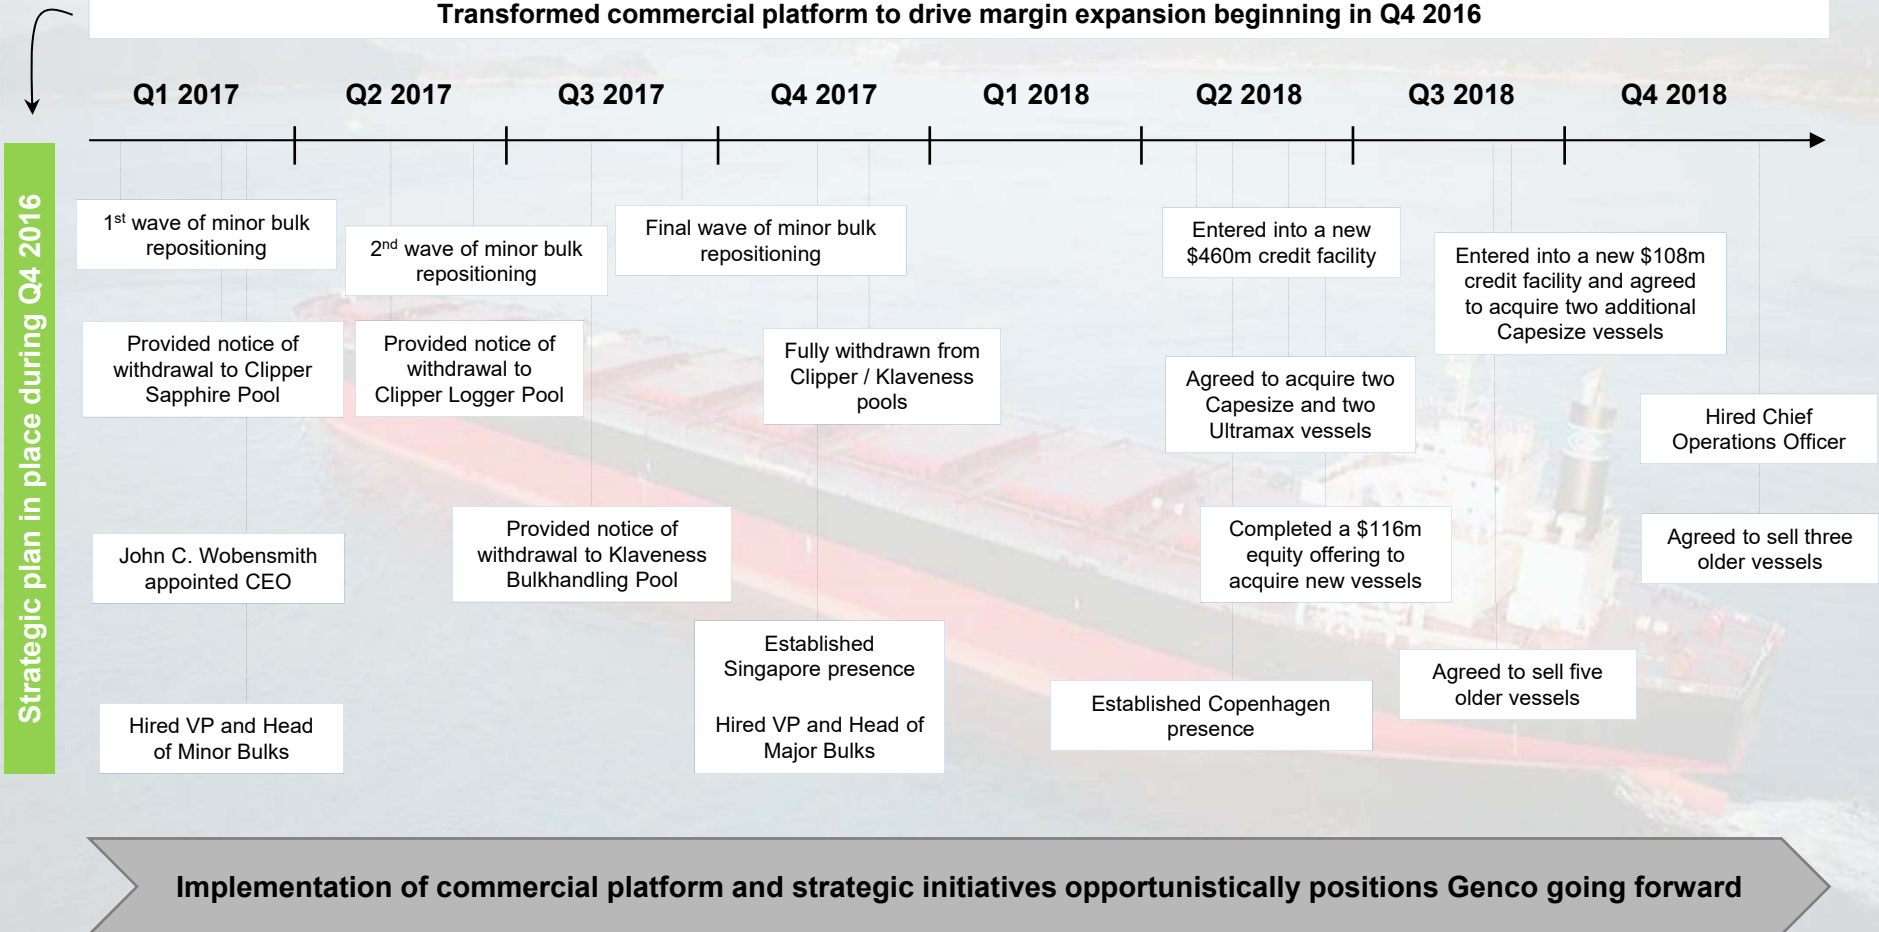 Transformed commercial platform to drive margin expansion beginning in Q4 2016
Q1 2017
Q2 2017
Q3 2017
Q4 2017
Q1 2018
Q2 2018
Q3 2018
Q4 2018
Strategic plan in place during Q4 2016
1st wave of minor bulk
repositioning
2nd wave of minor bulk
repositioning
Final wave of minor bulk
repositioning
Entered into a new
$460m credit facility
Entered into a new $108m
credit facility and agreed
to acquire two additional
Capesize vessels
Provided notice of
withdrawal to Clipper
Sapphire Pool
Provided notice of
withdrawal to
Clipper Logger Pool
Fully withdrawn from
Clipper / Klaveness
pools
Agreed to acquire two
Capesize and two
Ultramax vessels
Hired Chief
Operations Officer
John C. Wobensmith
appointed CEO
Provided notice of
withdrawal to Klaveness
Bulkhandling Pool
Completed a $116m
equity offering to
acquire new vessels
Agreed to sell three
older vessels
Hired VP and Head
of Minor Bulks
Established
Singapore presence
Hired VP and Head of
Major Bulks
Established Copenhagen
presence
Agreed to sell five
older vessels
Implementation of commercial platform and strategic initiatives opportunistically positions Genco going forward